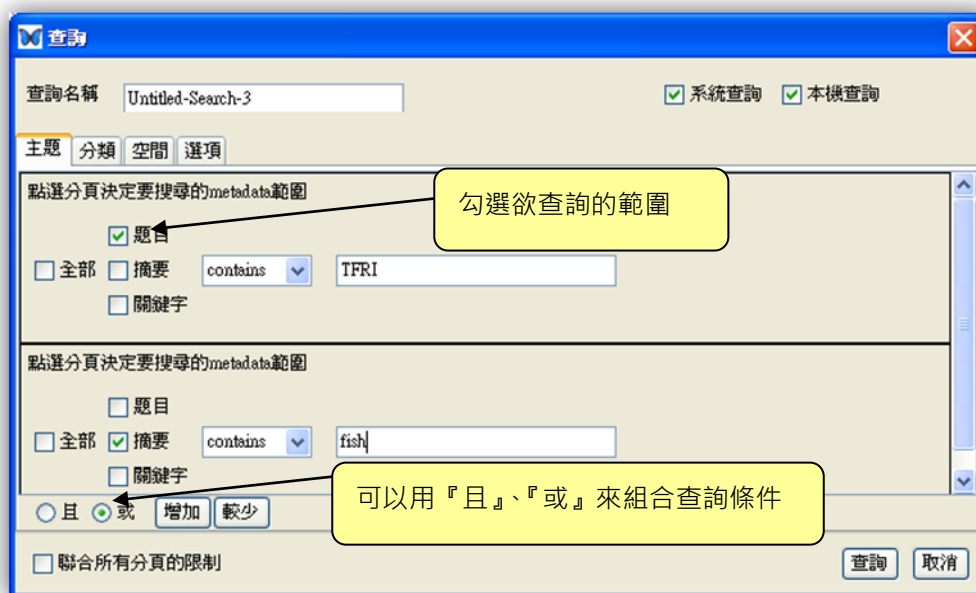 查詢
查詢名稱 Untitled-Search-3 系統查詢 本機查詢
主題 分類 空間 選項
點選分頁決定要搜尋的metadata範圍
勾選欲查詢的範圍
題目
全部 摘要 contains TFRI
關鍵字
點選分頁決定要搜尋的metadata範圍
題目
全部 摘要 contains fish
關鍵字
可以用『且』、『或』來組合查詢條件
且 或 增加 較少
聯合所有分頁的限制 查詢 取消